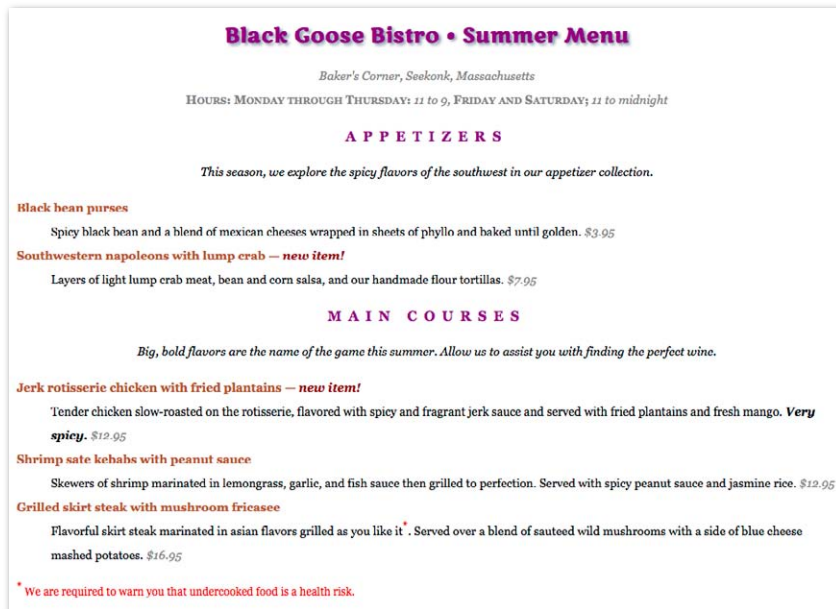 Black Goose Bistro • Summer Menu
Baker's Corner, Seekonk, Massachusetts
Hours: Monday through Thursday: 11 to 9, Friday and Saturday; 11 to midnight
APPETIZERS
This season, we explore the spicy flavors of the southwest in our appetizer collection.
Black bean purses
Spicy black bean and a blend of mexican cheeses wrapped in sheets of phyllo and baked until golden. $3.95
Southwestern napoleons with lump crab — new item!
Layers of light lump crab meat, bean and corn salsa, and our handmade flour tortillas. $7.95
MAIN COURSES
Big, bold flavors are the name of the game this summer. Allow us to assist you with finding the perfect wine.
Jerk rotisserie chicken with fried plantains — new item!
Tender chicken slow-roasted on the rotisserie, flavored with spicy and fragrant jerk sauce and served with fried plantains and fresh mango. Very
spicy. $12.95
Shrimp sate kebabs with peanut sauce
Skewers of shrimp marinated in lemongrass, garlic, and fish sauce then grilled to perfection. Served with spicy peanut sauce and jasmine rice. $12.95
Grilled skirt steak with mushroom fricasee
Flavorful skirt steak marinated in asian flavors grilled as you like it*. Served over a blend of sauteed wild mushrooms with a side of blue cheese
mashed potatoes. $16.95
* We are required to warn you that undercooked food is a health risk.